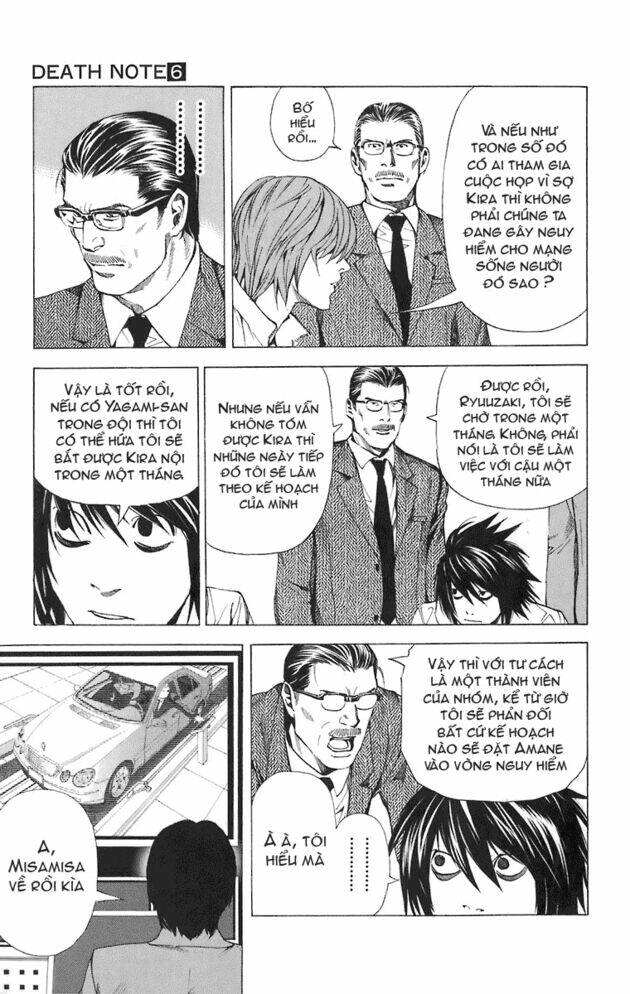 DEATH NOTE 6
VÀ NẾU NHƯ
TRONG SỐ ĐÓ
CÓ AI THAM GIA
CUỘC HỌP VÌ SỢ
KIRA THÌ KHÔNG
PHẢI CHÚNG TA
ĐANG GÂY NGUY
HIỂM CHO MẠNG
SỐNG NGƯỜI
ĐÓ SAO ?
BỐ
HIỂU
RỒI...
ĐƯỢC RỒI,
RYUUZAKI, TÔI SẼ
CHỜ TRONG MỘT
THÁNG. KHÔNG, PHẢI
NÓI LÀ TÔI SẼ LÀM
VIỆC VỚI CẬU MỘT
THÁNG NỮA
NHƯNG NẾU VẨN
KHÔNG TÓM
ĐƯỢC KIRA THÌ
NHỮNG NGÀY TIẾP
ĐÓ TÔI SẼ LÀM
THEO KẾ HOẠCH
CỦA MÌNH
VẬY LÀ TỐT RỒI,
NẾU CÓ YAGAMI-SAN
TRONG ĐỘI THÌ TÔI
CÓ THỂ HỨA TÔI SẼ
BẮT ĐƯỢC KIRA NỘI
TRONG MỘT THÁNG
VẬY THÌ VỚI TƯ CÁCH
LÀ MỘT THÀNH VIÊN
CỦA NHÓM, KỂ TỪ GIỜ
TÔI SẼ PHẢN ĐỐI
BẤT CỨ KẾ HOẠCH
NÀO SẼ ĐẶT AMANE
VÀO VÒNG NGUY HIỂM
À À, TÔI
HIỂU MÀ
A,
MISAMISA
VỀ RỒI KÌA